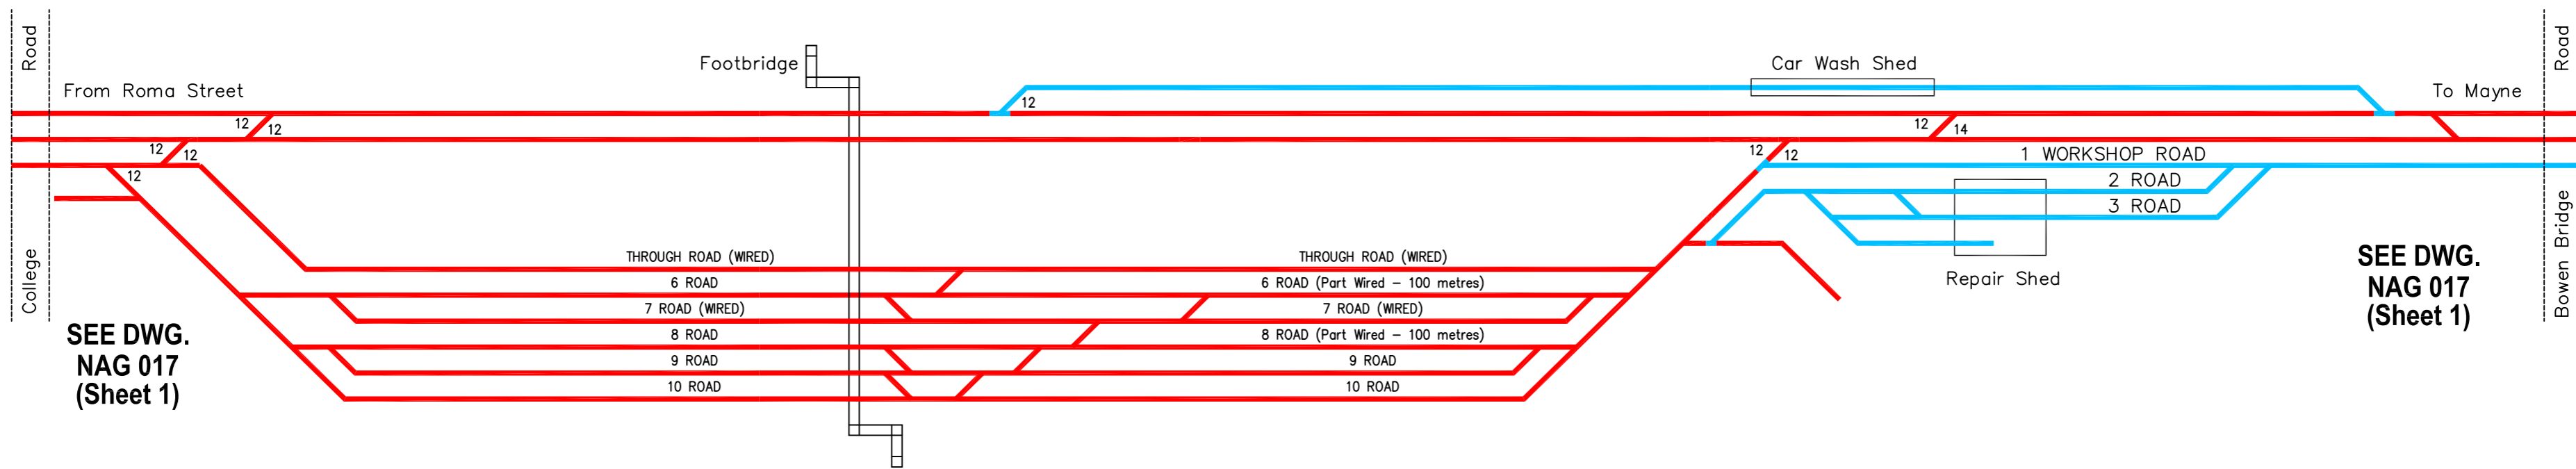 Road
College
From Roma Street
12
12
12
12
12
Footbridge
12
Car Wash Shed
To Mayne
Road
Bowen Bridge
12
14
12
12
1 WORKSHOP ROAD
2 ROAD
3 ROAD
Repair Shed
THROUGH ROAD (WIRED)
THROUGH ROAD (WIRED)
6 ROAD
6 ROAD (Part Wired – 100 metres)
7 ROAD (WIRED)
7 ROAD (WIRED)
8 ROAD
8 ROAD (Part Wired – 100 metres)
9 ROAD
9 ROAD
10 ROAD
10 ROAD
SEE DWG.
NAG 017
(Sheet 1)
SEE DWG.
NAG 017
(Sheet 1)